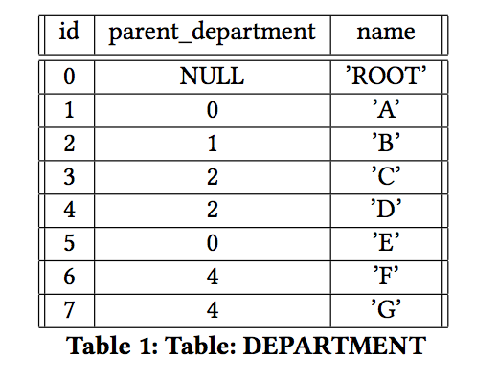 id parent_department name
0 NULL ’ROOT’
1 0 ’A’
2 1 ’B’
3 2 ’C’
4 2 ’D’
5 0 ’E’
6 4 ’F’
7 4 ’G’
Table 1: Table: DEPARTMENT